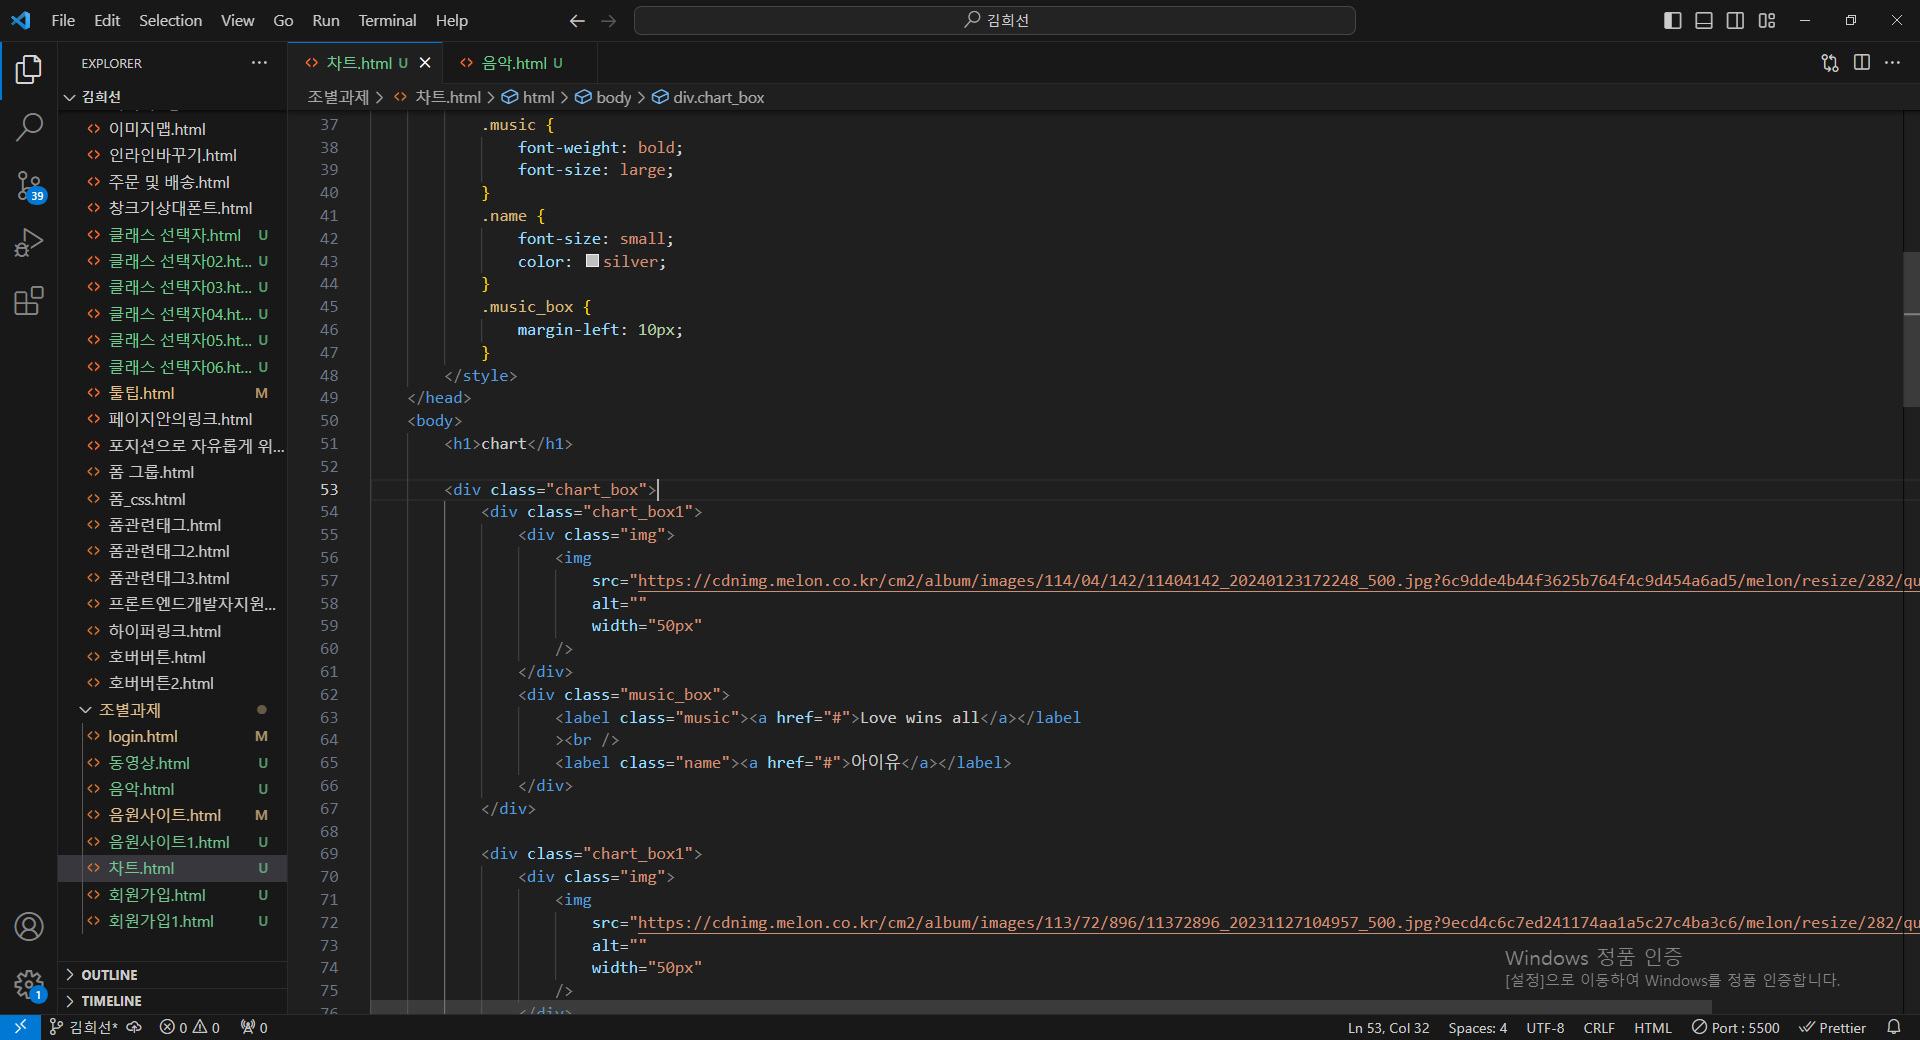 File Edit Selection View Go Run Terminal Help
김희선
EXPLORER
김희선
이미지맵.html
인라인바꾸기.html
주문 및 배송.html
창크기상대폰트.html
클래스 선택자.html U
클래스 선택자02.ht... U
클래스 선택자03.ht... U
클래스 선택자04.ht... U
클래스 선택자05.ht... U
클래스 선택자06.ht... U
툴팁.html M
페이지안의링크.html
포지션으로 자유롭게 위...
폼 그룹.html
폼_css.html
폼관련태그.html
폼관련태그2.html
폼관련태그3.html
프론트엔드개발자지원...
하이퍼링크.html
호버버튼.html
호버버튼2.html
조별과제
login.html M
동영상.html U
음악.html U
음원사이트.html M
음원사이트1.html U
차트.html U
회원가입.html U
회원가입1.html U
OUTLINE
TIMELINE
39
1
차트.html U
음악.html U
조별과제 > 차트.html > html > body > div.chart_box
37 .music {
38 font-weight: bold;
39 font-size: large;
40 }
41 .name {
42 font-size: small;
43 color: silver;
44 }
45 .music_box {
46 margin-left: 10px;
47 }
48 </style>
49 </head>
50 <body>
51 <h1>chart</h1>
52
53 <div class="chart_box">
54 <div class="chart_box1">
55 <div class="img">
56 <img
57 src="https://cdnimg.melon.co.kr/cm2/album/images/114/04/142/11404142_20240123172248_500.jpg?6c9dde4b44f3625b764f4c9d454a6ad5/melon/resize/282/qu
58 alt=""
59 width="50px"
60 />
61 </div>
62 <div class="music_box">
63 <label class="music"><a href="#">Love wins all</a></label
64 ><br />
65 <label class="name"><a href="#">아이유</a></label>
66 </div>
67 </div>
68
69 <div class="chart_box1">
70 <div class="img">
71 <img
72 src="https://cdnimg.melon.co.kr/cm2/album/images/113/72/896/11372896_20231127104957_500.jpg?9ecd4c6c7ed241174aa1a5c27c4ba3c6/melon/resize/282/qu
73 alt=""
74 width="50px"
75 />
76 </div>
Windows 정품 인증
[설정]으로 이동하여 Windows를 정품 인증합니다.
김희선* 0 0 0
Ln 53, Col 32 Spaces: 4 UTF-8 CRLF HTML Port : 5500 Prettier